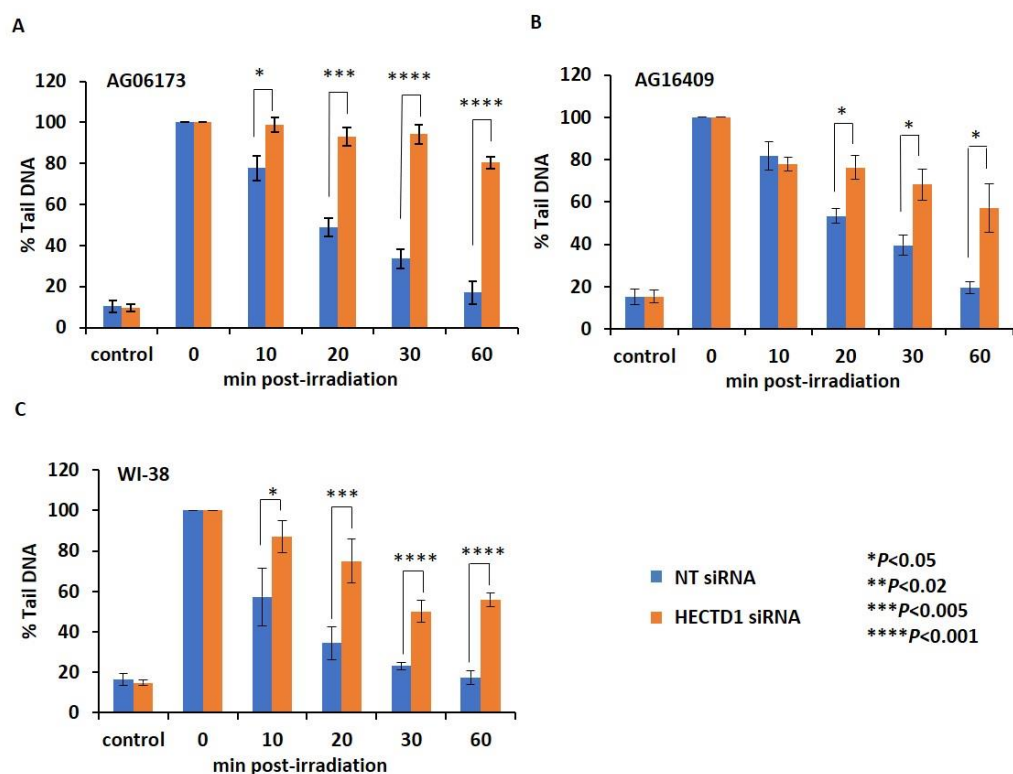 A
AG06173
% Tail DNA
120
100
80
60
40
20
0
* *** **** ****
control 0 10 20 30 60
min post-irradiation
B
AG16409
% Tail DNA
120
100
80
60
40
20
0
* * *
control 0 10 20 30 60
min post-irradiation
C
WI-38
% Tail DNA
120
100
80
60
40
20
0
* *** **** ****
control 0 10 20 30 60
min post-irradiation
NT siRNA
HECTD1 siRNA
*P<0.05
**P<0.02
***P<0.005
****P<0.001